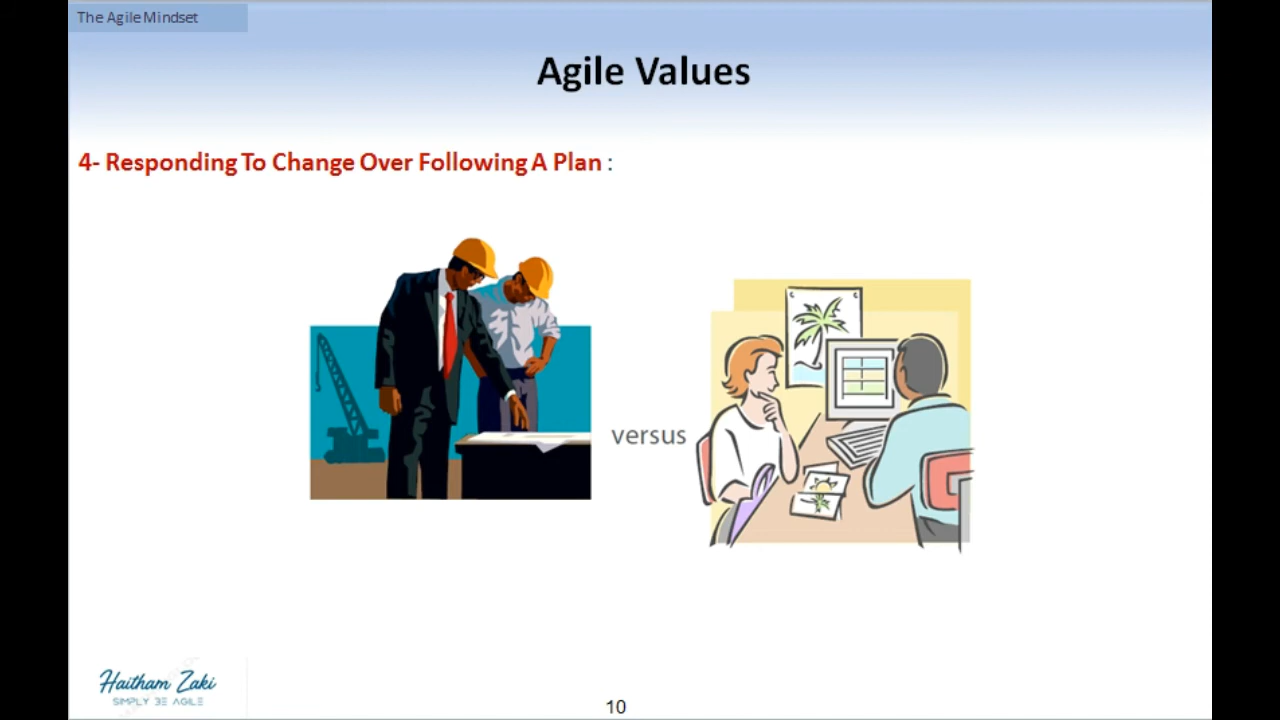 The Agile Mindset
Agile Values
4- Responding To Change Over Following A Plan :
versus
Haitham Zaki
SIMPLY BE AGILE
10